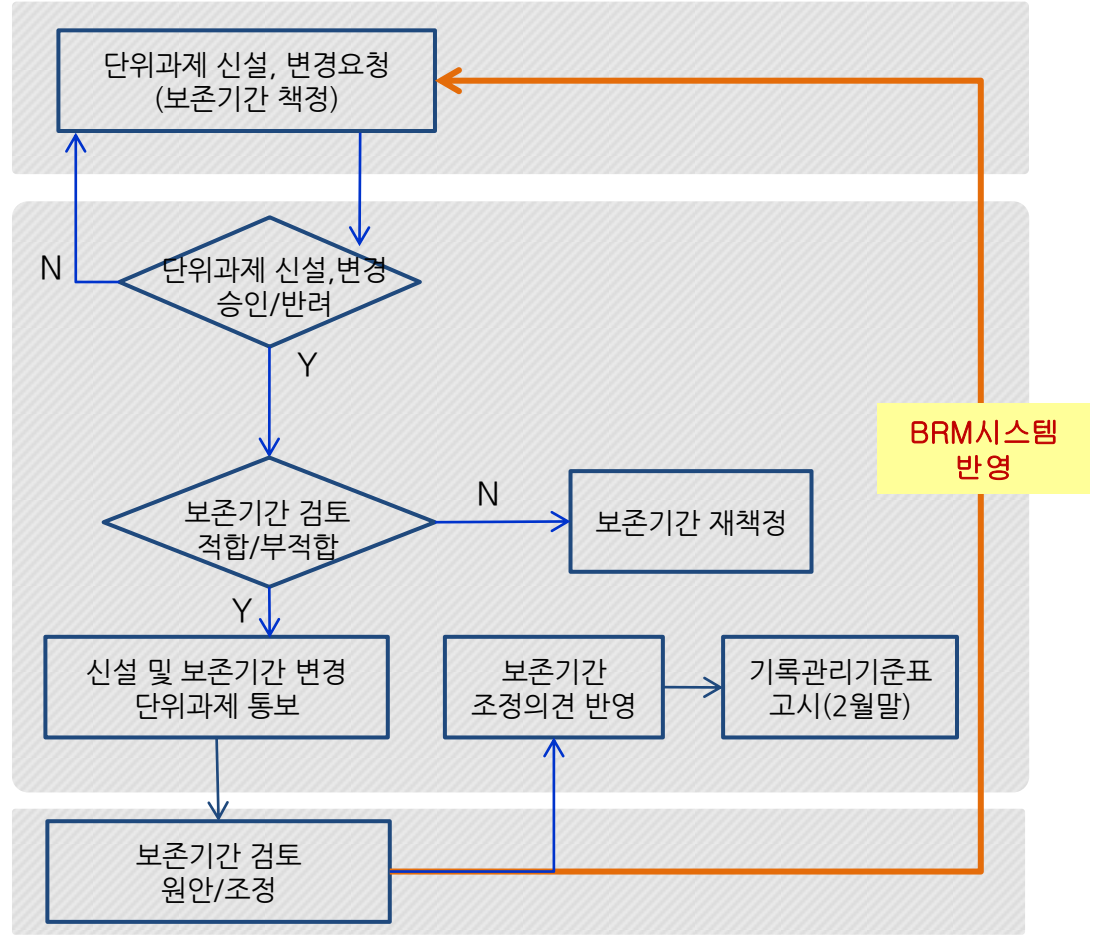 단위과제 신설, 변경요청
(보존기간 책정)
N
단위과제 신설,변경
승인/반려
Y
BRM시스템
반영
보존기간 검토
적합/부적합
N
보존기간 재책정
Y
신설 및 보존기간 변경
단위과제 통보
보존기간
조정의견 반영
기록관리기준표
고시(2월말)
보존기간 검토
원안/조정